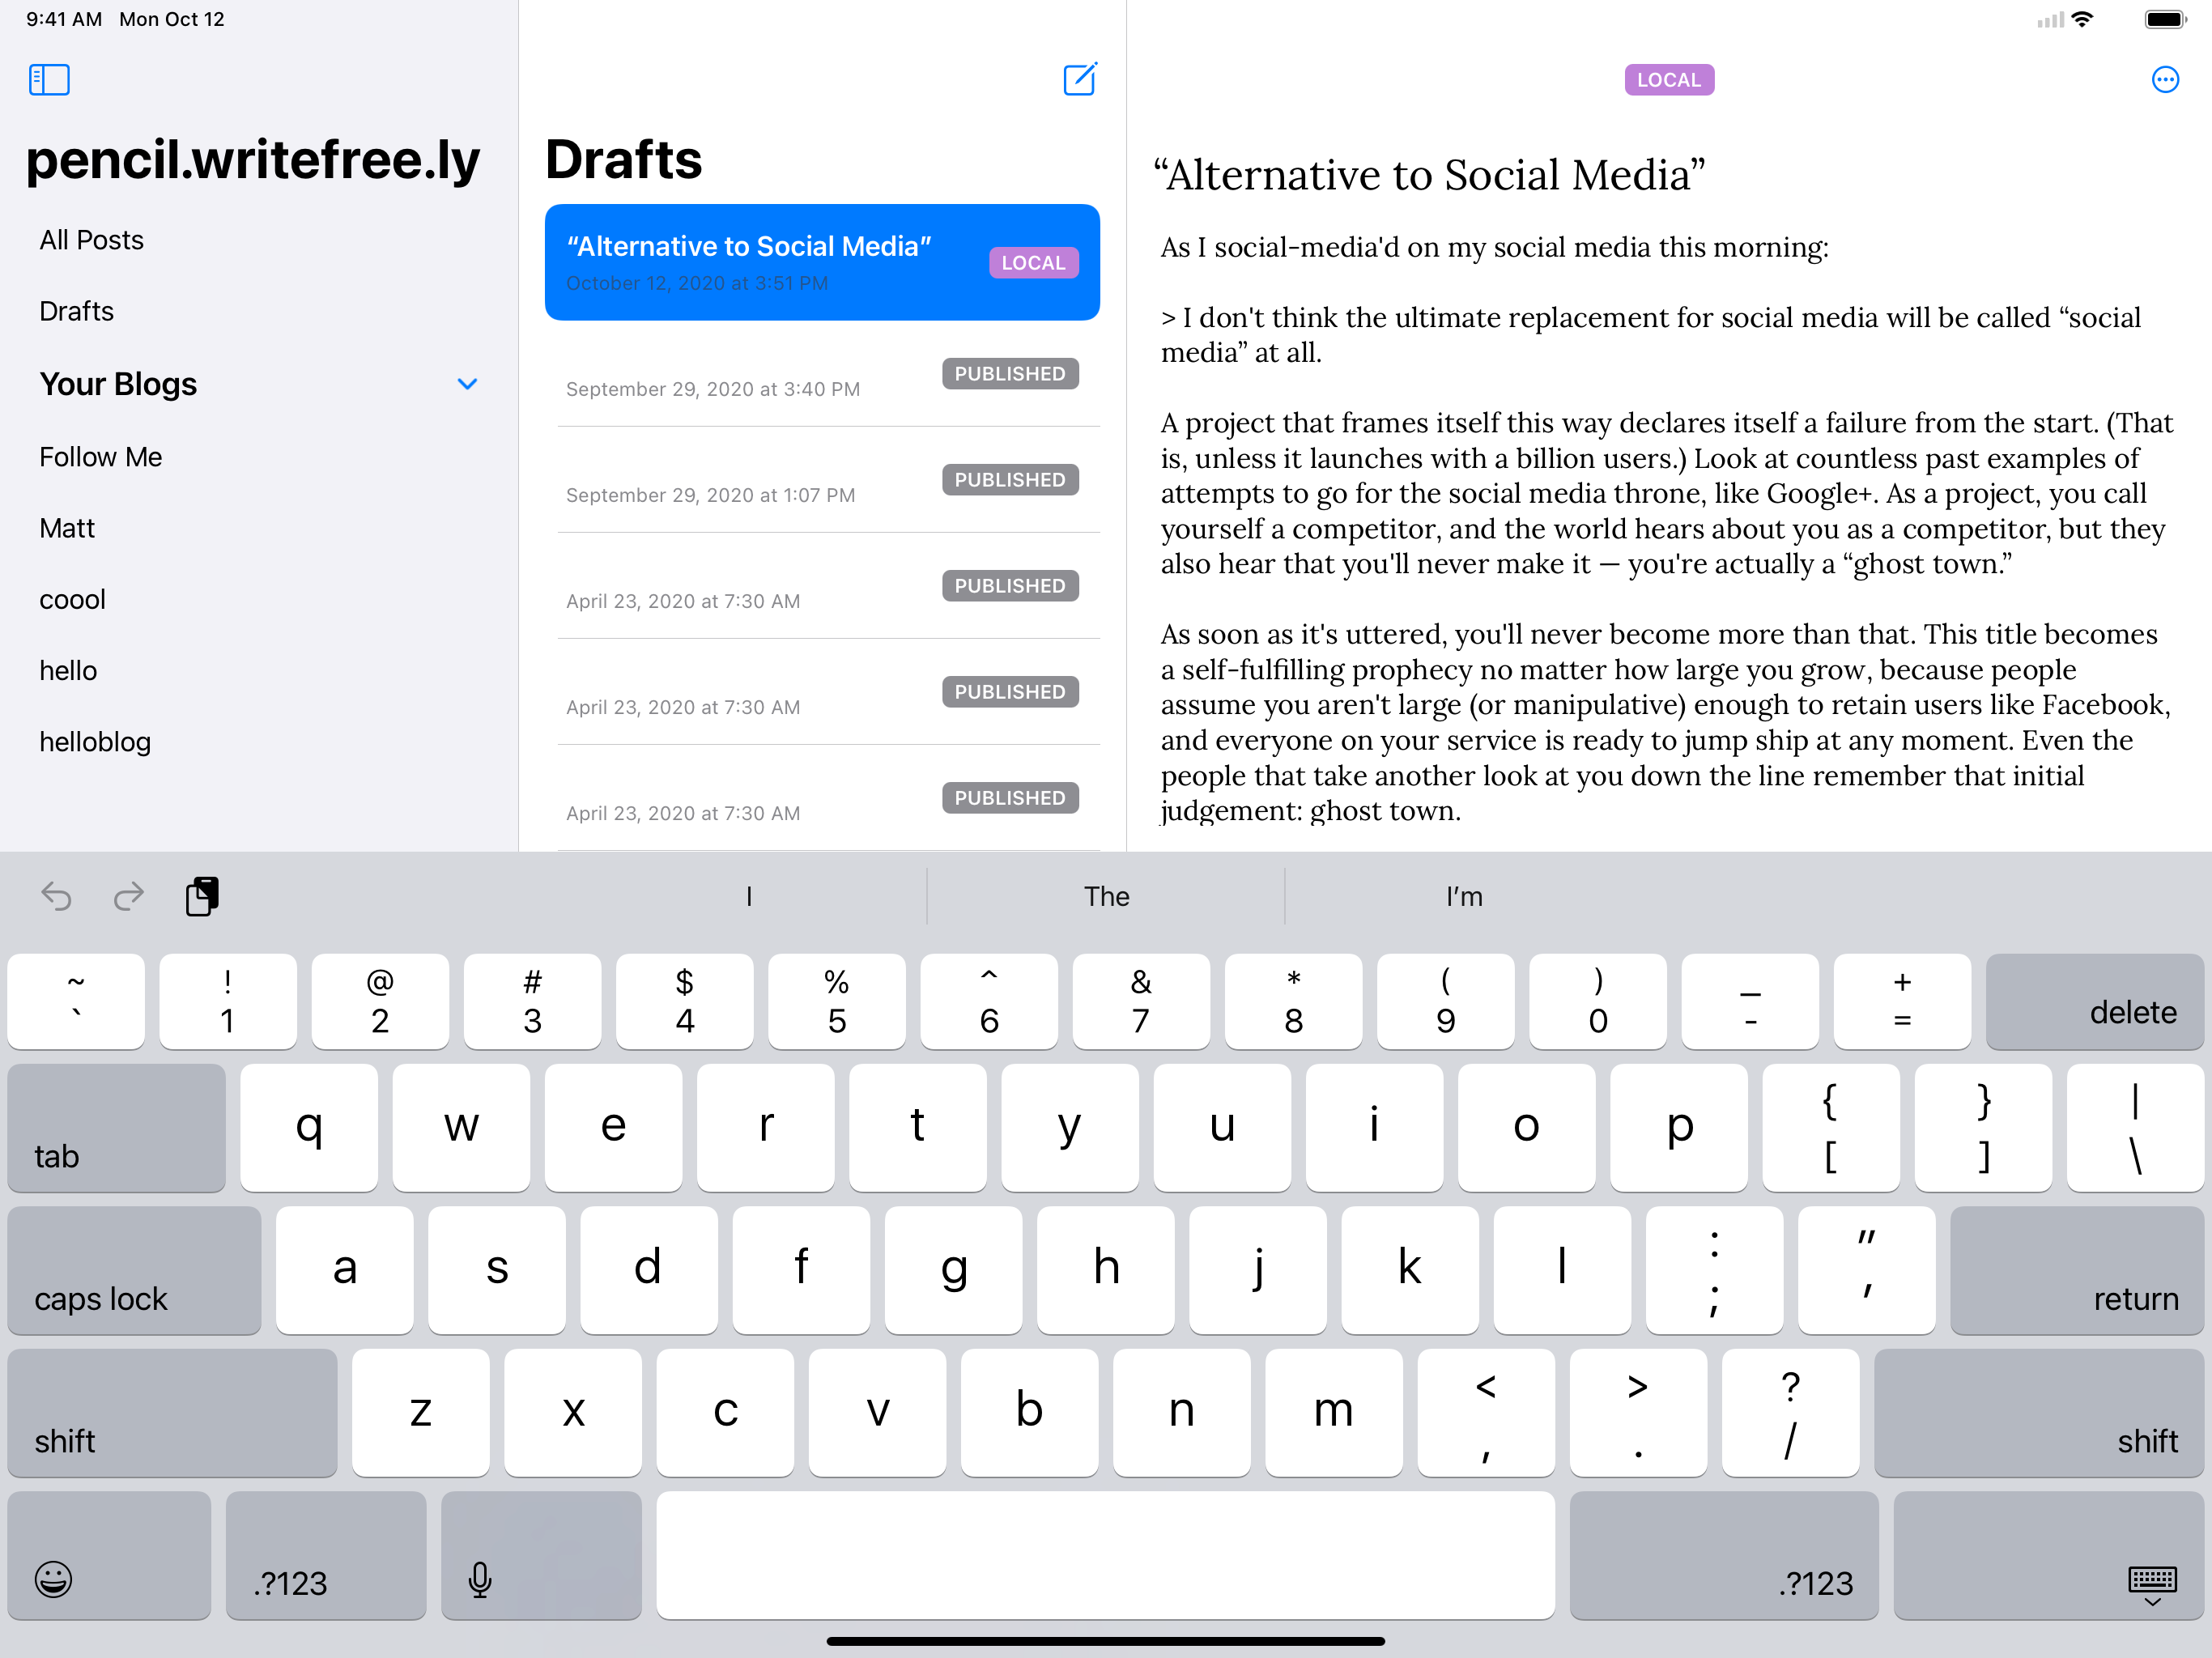 9:41 AM Mon Oct 12
pencil.writefree.ly
All Posts
Drafts
Your Blogs
Follow Me
Matt
coool
hello
helloblog
Drafts
“Alternative to Social Media”
October 12, 2020 at 3:51 PM
LOCAL
September 29, 2020 at 3:40 PM
PUBLISHED
September 29, 2020 at 1:07 PM
PUBLISHED
April 23, 2020 at 7:30 AM
PUBLISHED
April 23, 2020 at 7:30 AM
PUBLISHED
April 23, 2020 at 7:30 AM
PUBLISHED
LOCAL
“Alternative to Social Media”
As I social-media'd on my social media this morning:
> I don't think the ultimate replacement for social media will be called “social
media” at all.
A project that frames itself this way declares itself a failure from the start. (That
is, unless it launches with a billion users.) Look at countless past examples of
attempts to go for the social media throne, like Google+. As a project, you call
yourself a competitor, and the world hears about you as a competitor, but they
also hear that you'll never make it — you're actually a “ghost town.”
As soon as it's uttered, you'll never become more than that. This title becomes
a self-fulfilling prophecy no matter how large you grow, because people
assume you aren't large (or manipulative) enough to retain users like Facebook,
and everyone on your service is ready to jump ship at any moment. Even the
people that take another look at you down the line remember that initial
judgement: ghost town.
I The I’m
~ ! @ # $ % ^ & * ( ) _ +
` 1 2 3 4 5 6 7 8 9 0 - = delete
tab q w e r t y u i o p { [ } ] | \
caps lock a s d f g h j k l : ; " ' return
shift z x c v b n m < , > . ? / shift
.?123 .?123